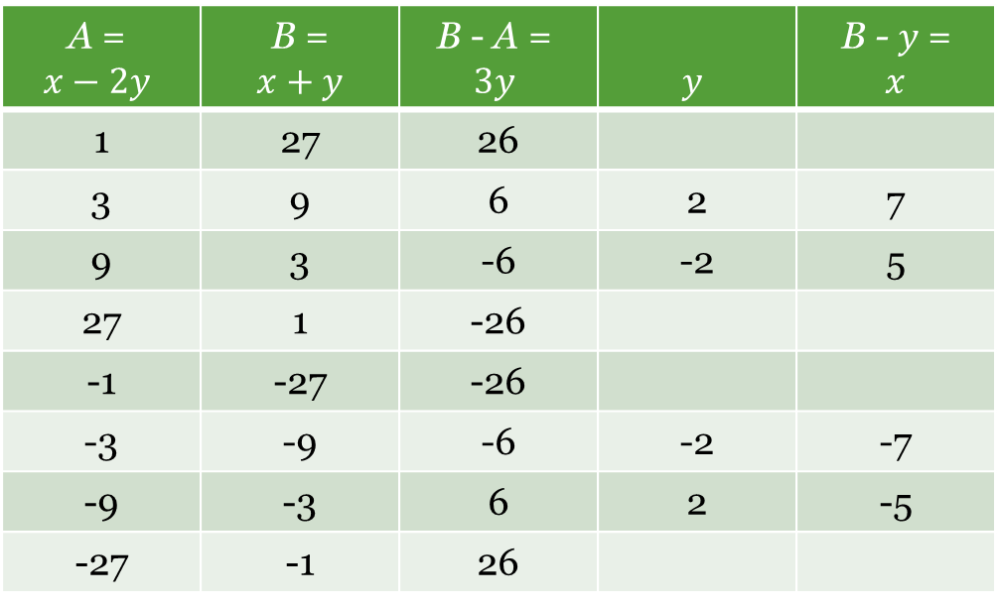 A = B = B - A = B - y =
x − 2y x + y 3y y x
1 27 26
3 9 6 2 7
9 3 -6 -2 5
27 1 -26
-1 -27 -26
-3 -9 -6 -2 -7
-9 -3 6 2 -5
-27 -1 26